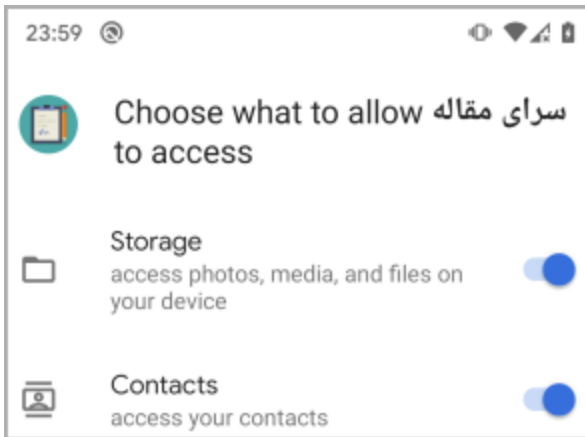 23:59
Choose what to allow سرای مقاله
to access
Storage
access photos, media, and files on
your device
Contacts
access your contacts